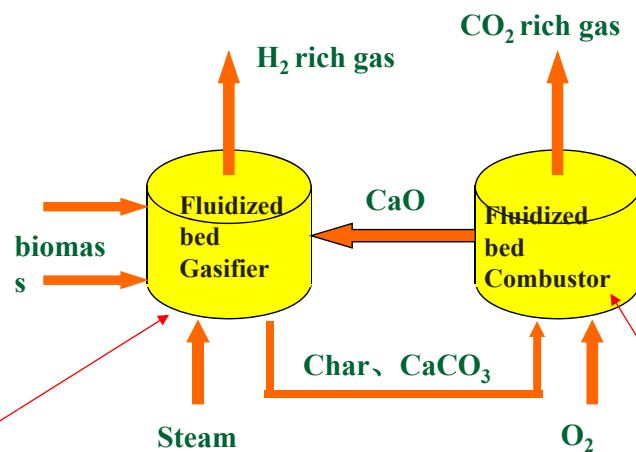 CO₂ rich gas
H₂ rich gas
Fluidized
bed
Gasifier
CaO
Fluidized
bed
Combustor
biomas
s
Char、CaCO₃
Steam
O₂